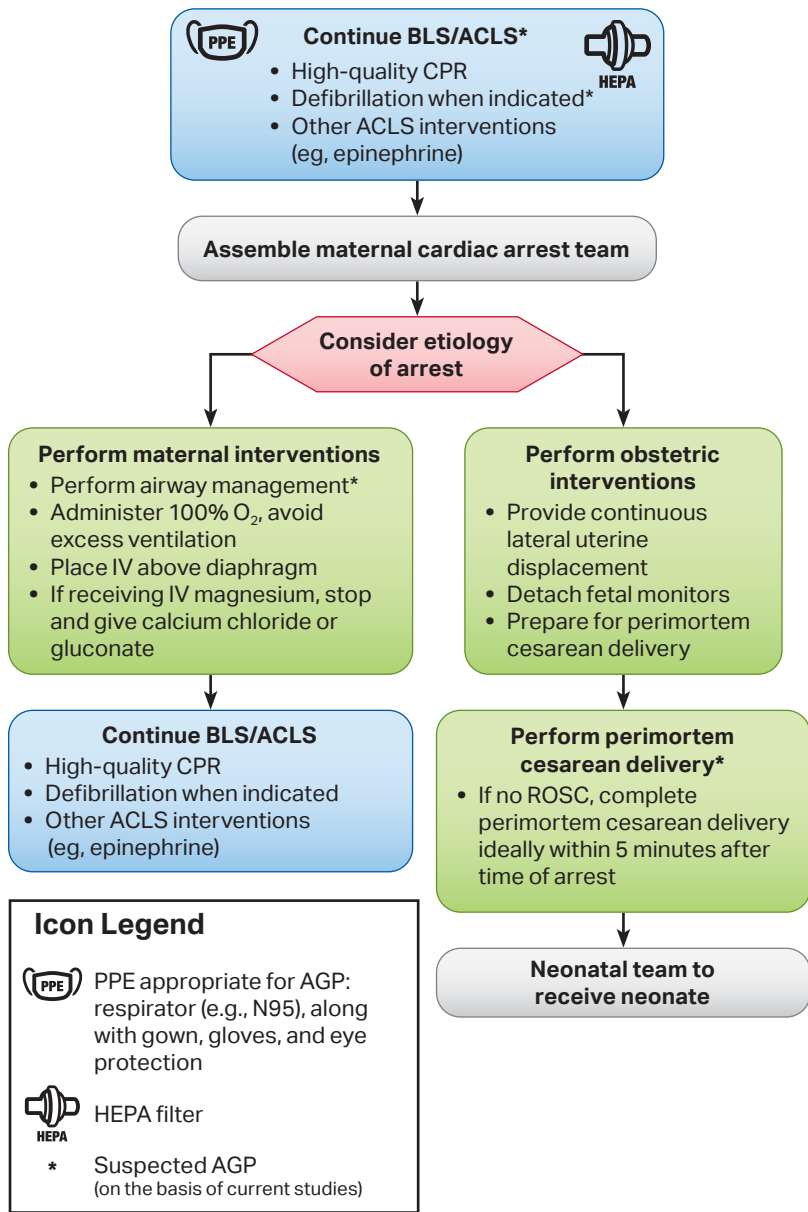 PPE
Continue BLS/ACLS*
HEPA
• High-quality CPR
• Defibrillation when indicated*
• Other ACLS interventions
(eg, epinephrine)
Assemble maternal cardiac arrest team
Consider etiology
of arrest
Perform maternal interventions
• Perform airway management*
• Administer 100% O₂, avoid
excess ventilation
• Place IV above diaphragm
• If receiving IV magnesium, stop
and give calcium chloride or
gluconate
Perform obstetric
interventions
• Provide continuous
lateral uterine
displacement
• Detach fetal monitors
• Prepare for perimortem
cesarean delivery
Continue BLS/ACLS
• High-quality CPR
• Defibrillation when indicated
• Other ACLS interventions
(eg, epinephrine)
Perform perimortem
cesarean delivery*
• If no ROSC, complete
perimortem cesarean delivery
ideally within 5 minutes after
time of arrest
Neonatal team to
receive neonate
Icon Legend
PPE
PPE appropriate for AGP:
respirator (e.g., N95), along
with gown, gloves, and eye
protection
HEPA
HEPA filter
* Suspected AGP
(on the basis of current studies)